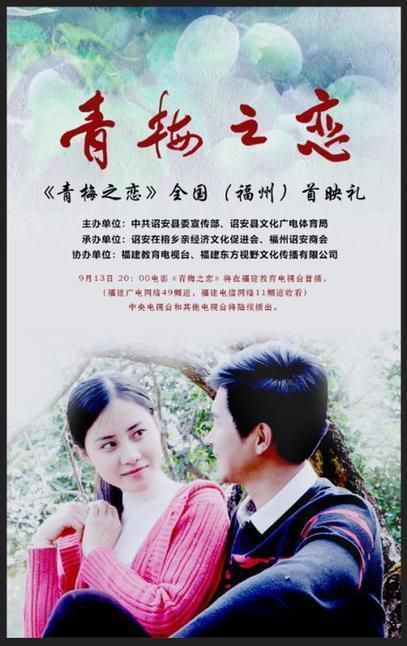 青梅之恋
《青梅之恋》全国（福州）首映礼
主办单位：中共诏安县委宣传部、诏安县文化广电体育局
承办单位：诏安在榕乡亲经济文化促进会、福州诏安商会
协办单位：福建教育电视台、福建东方视野文化传播有限公司
9月13日 20：00电影《青梅之恋》将在福建教育电视台首播。
(福建广电网络49频道，福建电信网络11频道收看)
中央电视台和其他电视台将陆续播出。